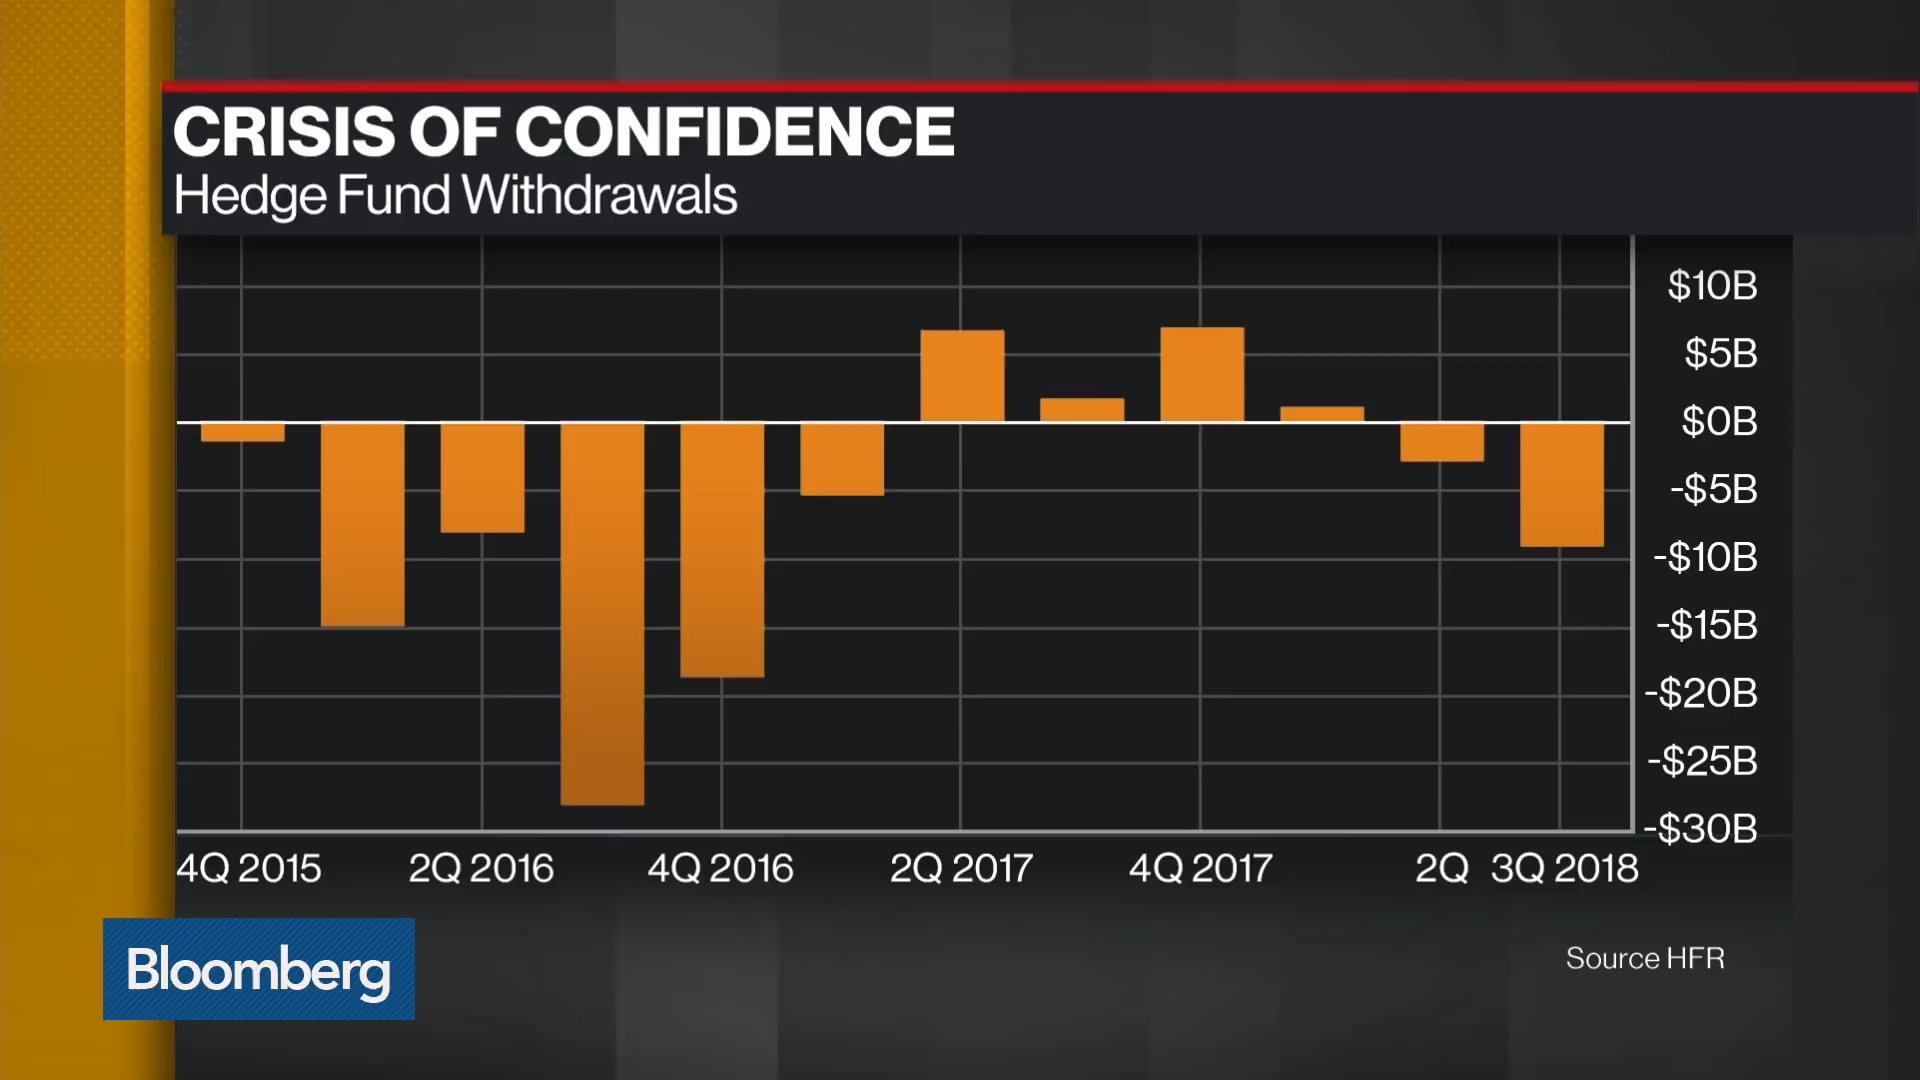 CRISIS OF CONFIDENCE
Hedge Fund Withdrawals
$10B
$5B
$0B
-$5B
-$10B
-$15B
-$20B
-$25B
-$30B
4Q 2015 2Q 2016 4Q 2016 2Q 2017 4Q 2017 2Q 3Q 2018
Bloomberg
Source HFR